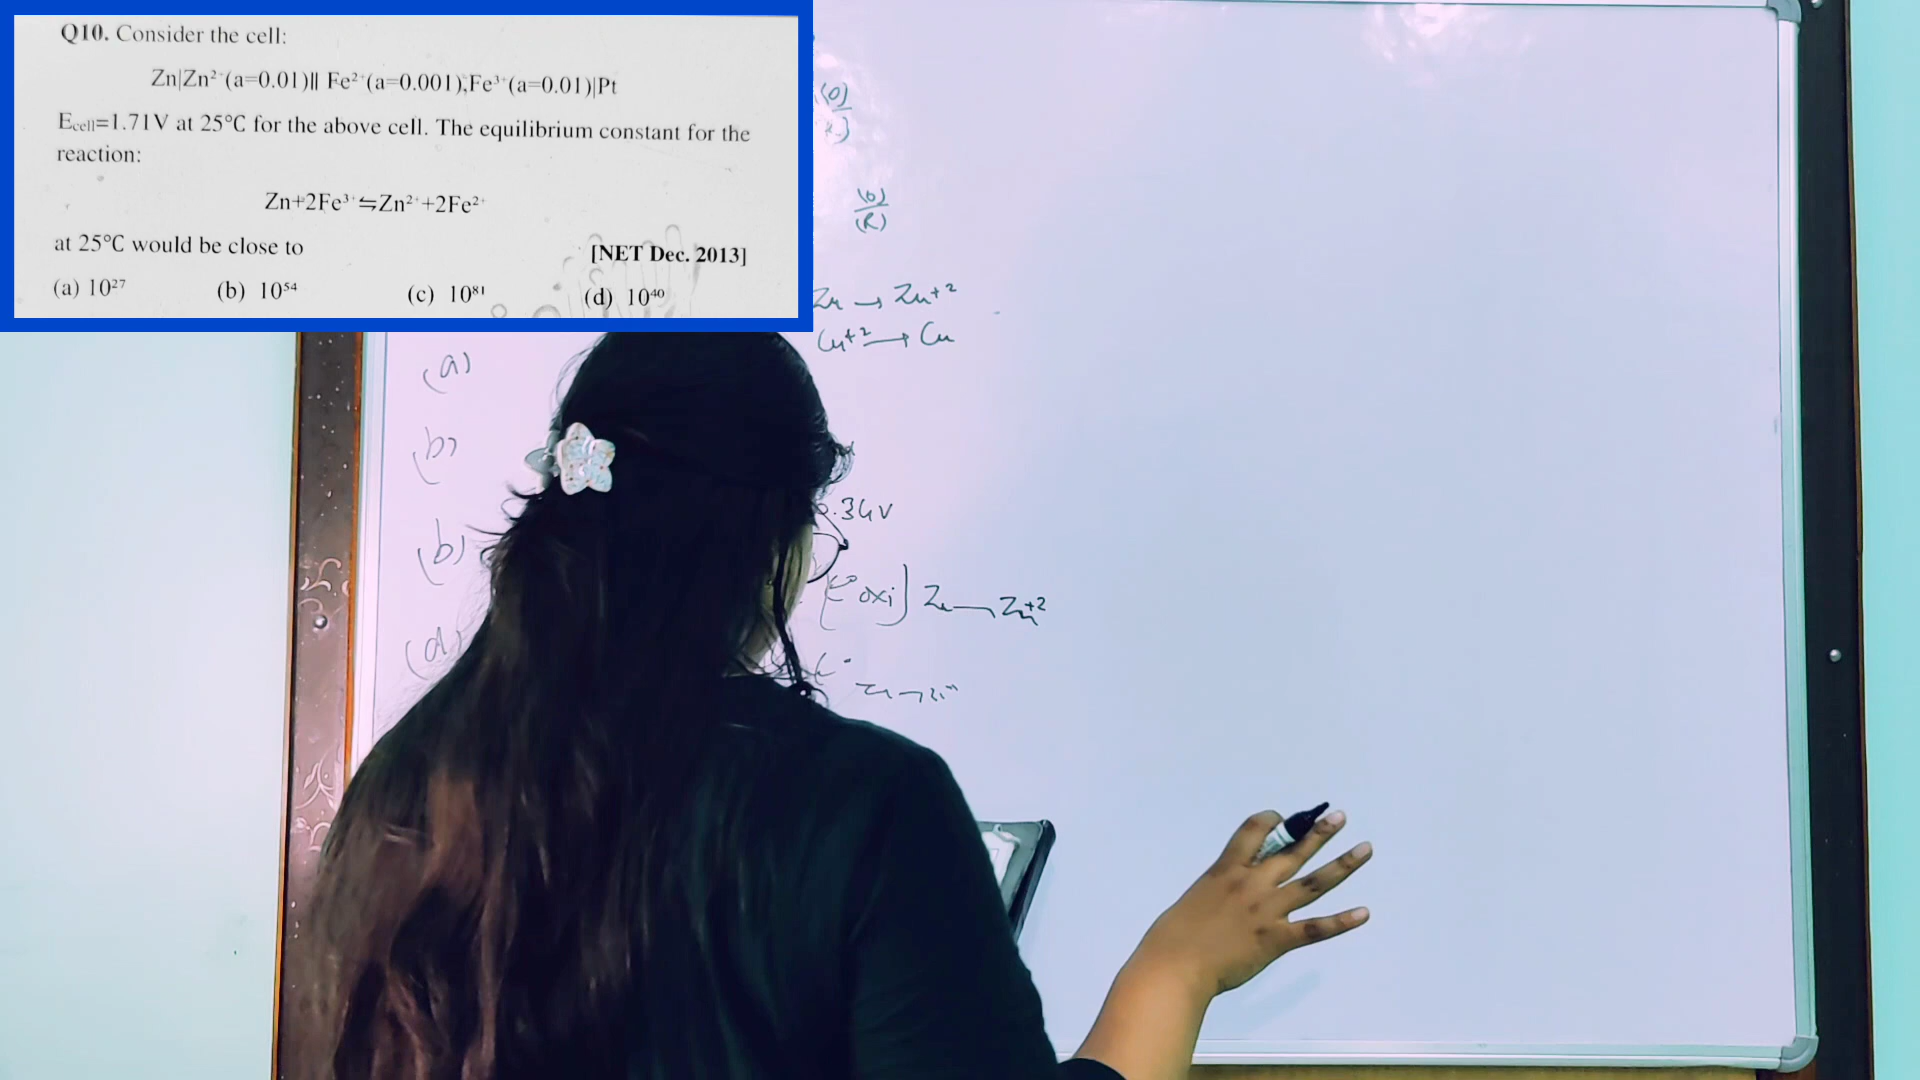 Q10. Consider the cell:
Zn|Zn²⁺(a=0.01)‖ Fe²⁺(a=0.001),Fe³⁺(a=0.01)|Pt
Ecell=1.71V at 25°C for the above cell. The equilibrium constant for the
reaction:
Zn+2Fe³⁺⇋Zn²⁺+2Fe²⁺
at 25°C would be close to
[NET Dec. 2013]
(a) 10²⁷ (b) 10⁵⁴ (c) 10⁸¹ (d) 10⁴⁰
(O)
(O)
(R)
Zn → Zn⁺²
Cu⁺² → Cu
(a)
(b)
0.34V
(b)
(E° oxi) Zn → Zn⁺²
(d)